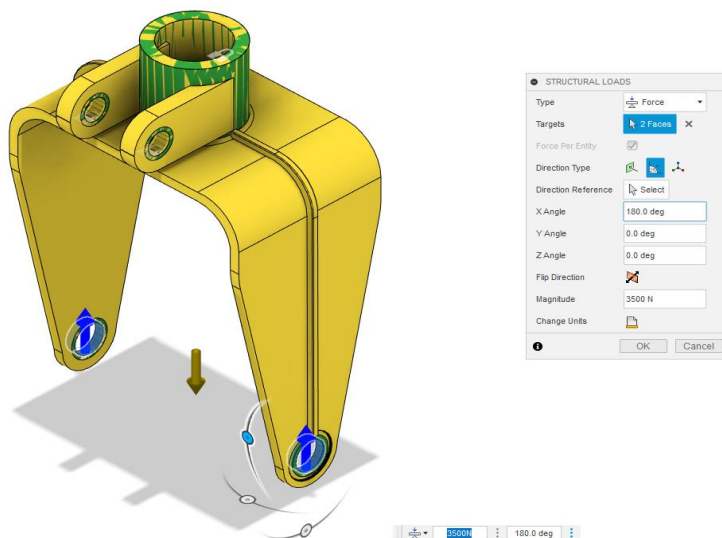 STRUCTURAL LOADS
Type Force
Targets 2 Faces
Force Per Entity
Direction Type
Direction Reference Select
X Angle 180.0 deg
Y Angle 0.0 deg
Z Angle 0.0 deg
Flip Direction
Magnitude 3500 N
Change Units
OK Cancel
3500N 180.0 deg